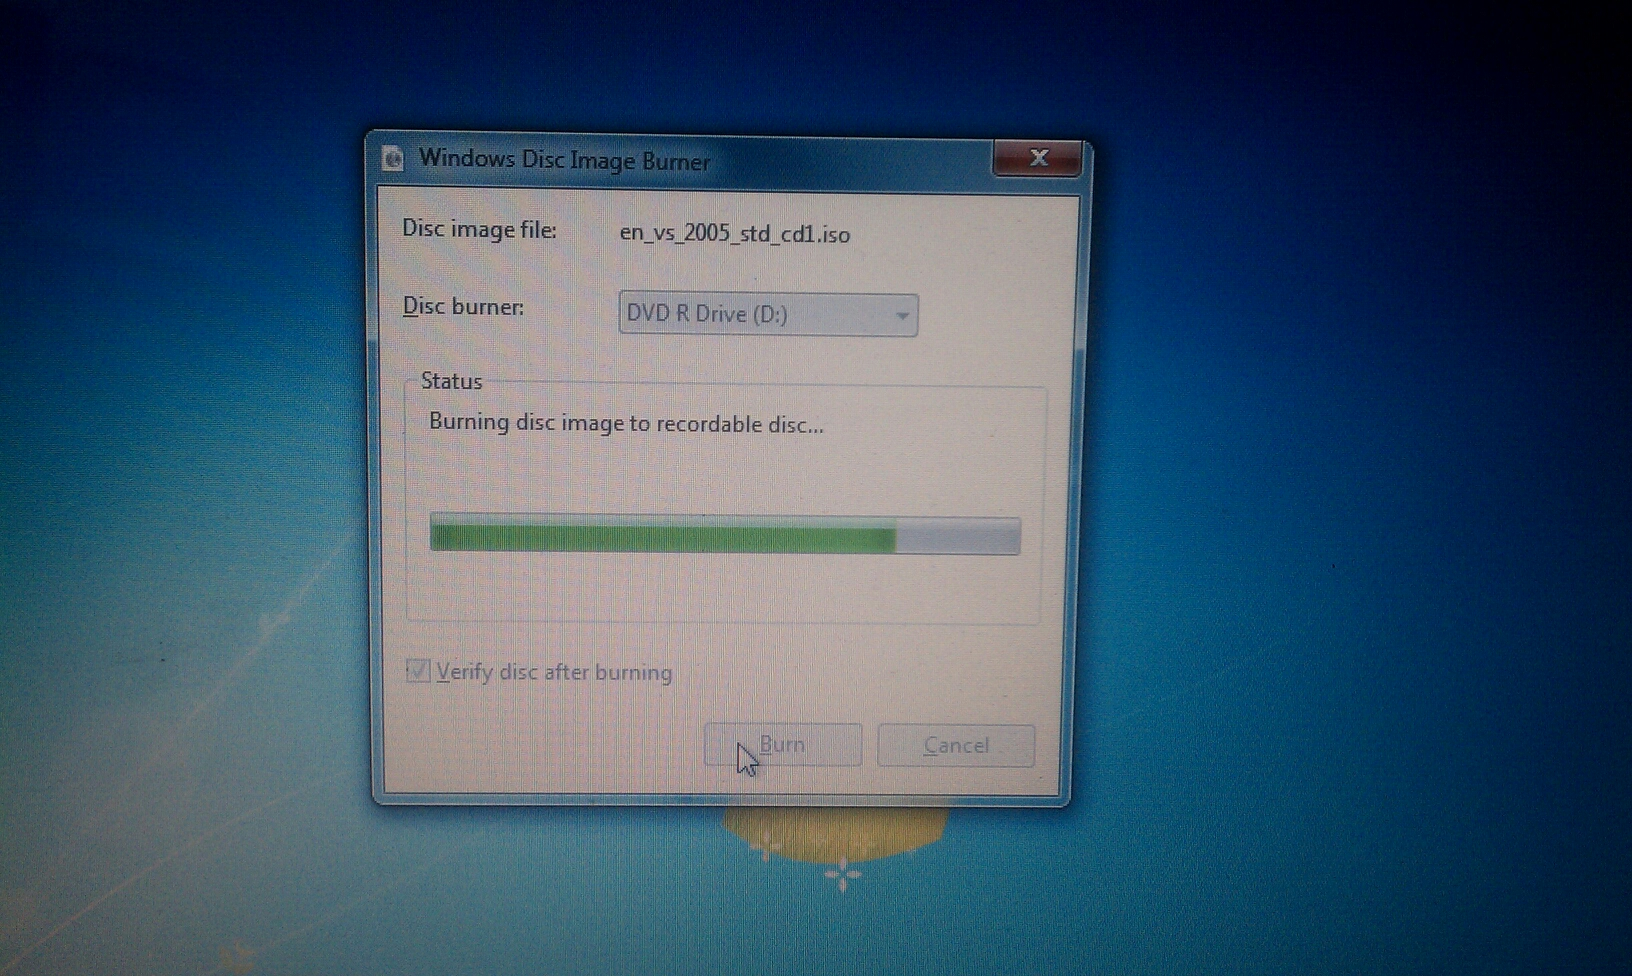 Windows Disc Image Burner
X
Disc image file: en_vs_2005_std_cd1.iso
Disc burner: DVD R Drive (D:)
Status
Burning disc image to recordable disc...
Verify disc after burning
Burn Cancel